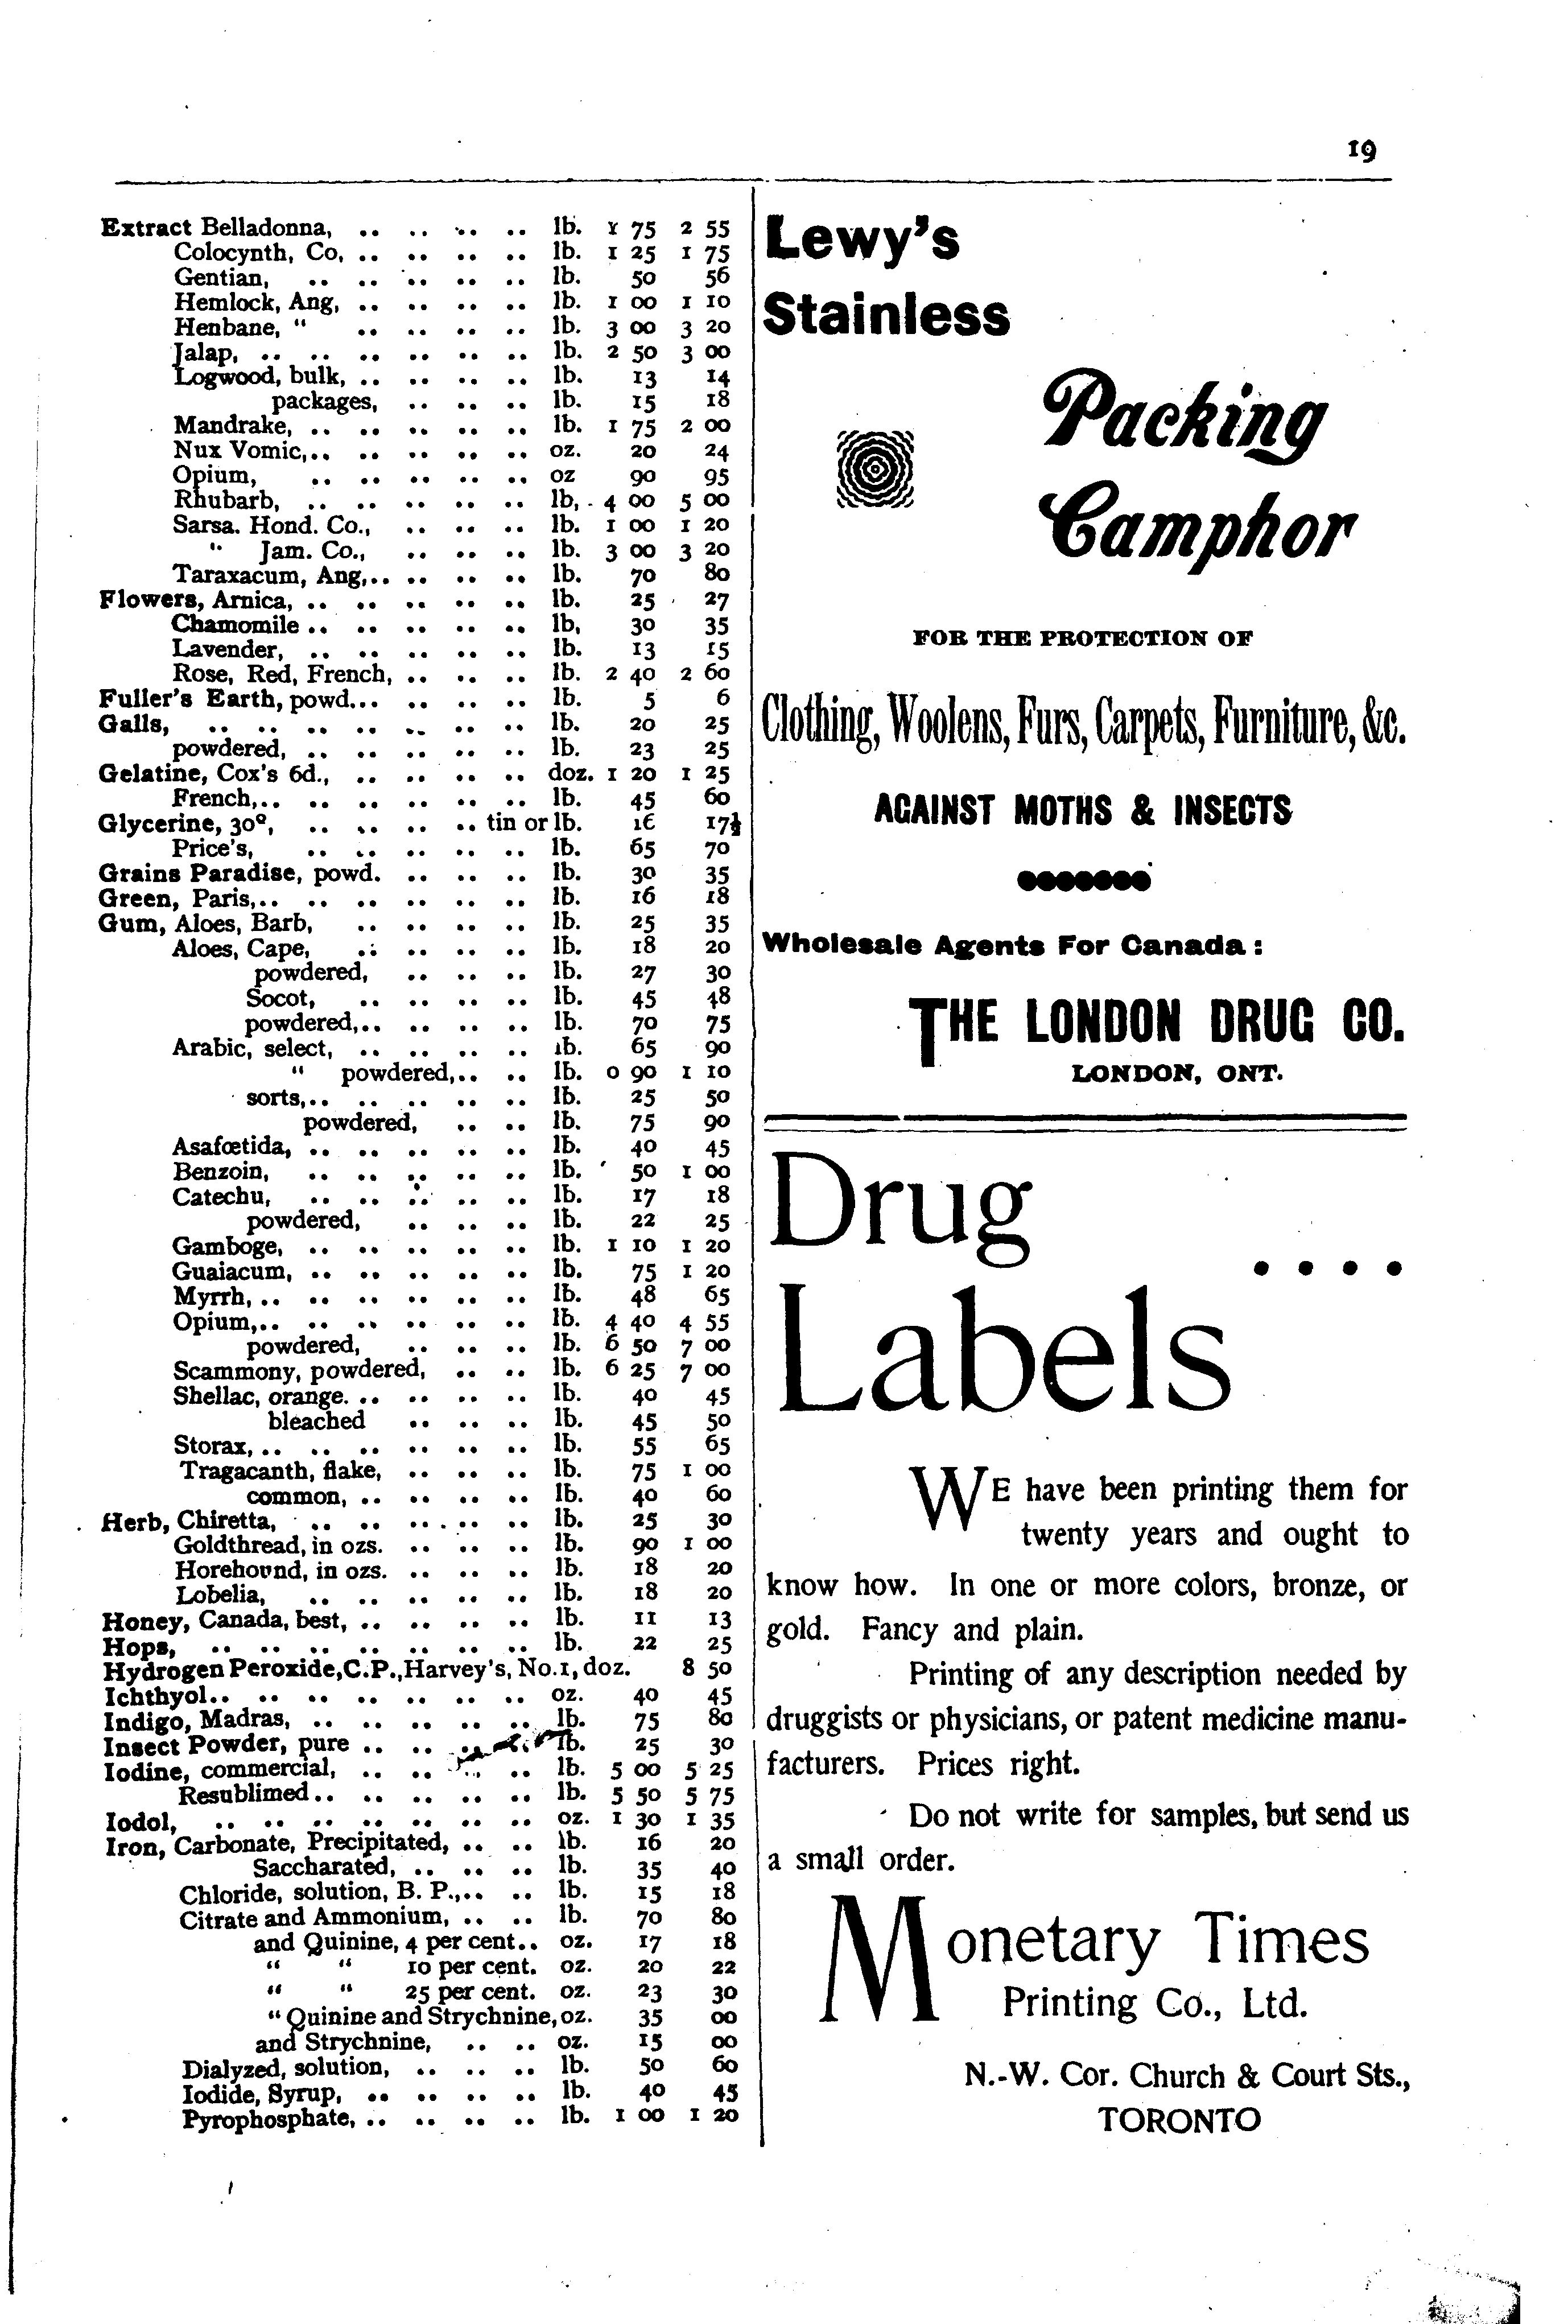 19
Extract Belladonna, .. .. .. .. lb. 1 75 2 55
Colocynth, Co, .. .. .. .. lb. 1 25 1 75
Gentian, .. .. .. .. .. lb. 50 56
Hemlock, Ang, .. .. .. .. lb. 1 00 1 10
Henbane, " .. .. .. .. lb. 3 00 3 20
Jalap, .. .. .. .. .. .. lb. 2 50 3 00
Logwood, bulk, .. .. .. .. lb. 13 14
packages, .. .. .. lb. 15 18
Mandrake, .. .. .. .. .. lb. 1 75 2 00
Nux Vomic,.. .. .. .. .. oz. 20 24
Opium, .. .. .. .. .. oz 90 95
Rhubarb, .. .. .. .. .. lb, 4 00 5 00
Sarsa. Hond. Co., .. .. .. lb. 1 00 1 20
" Jam. Co., .. .. .. lb. 3 00 3 20
Taraxacum, Ang,.. .. .. .. lb. 70 80
Flowers, Arnica, .. .. .. .. .. lb. 25 27
Chamomile .. .. .. .. .. lb, 30 35
Lavender, .. .. .. .. .. lb. 13 15
Rose, Red, French, .. .. .. lb. 2 40 2 60
Fuller's Earth, powd... .. .. .. lb. 5 6
Galls, .. .. .. .. .. .. .. lb. 20 25
powdered, .. .. .. .. .. lb. 23 25
Gelatine, Cox's 6d., .. .. .. .. doz. 1 20 1 25
French,.. .. .. .. .. .. lb. 45 60
Glycerine, 30°, .. .. .. .. tin or lb. 16 17½
Price's, .. .. .. .. .. lb. 65 70
Grains Paradise, powd. .. .. .. lb. 30 35
Green, Paris,.. .. .. .. .. .. lb. 16 18
Gum, Aloes, Barb, .. .. .. .. lb. 25 35
Aloes, Cape, .. .. .. .. lb. 18 20
powdered, .. .. .. lb. 27 30
Socot, .. .. .. .. lb. 45 48
powdered,.. .. .. .. lb. 70 75
Arabic, select, .. .. .. .. lb. 65 90
" powdered,.. .. lb. 0 90 1 10
sorts,.. .. .. .. .. lb. 25 50
powdered, .. .. lb. 75 90
Asafœtida, .. .. .. .. .. lb. 40 45
Benzoin, .. .. .. .. .. lb. 50 1 00
Catechu, .. .. .. .. .. lb. 17 18
powdered, .. .. .. lb. 22 25
Gamboge, .. .. .. .. .. lb. 1 10 1 20
Guaiacum, .. .. .. .. .. lb. 75 1 20
Myrrh, .. .. .. .. .. .. lb. 48 65
Opium,.. .. .. .. .. .. lb. 4 40 4 55
powdered, .. .. .. lb. 6 50 7 00
Scammony, powdered, .. .. lb. 6 25 7 00
Shellac, orange. .. .. .. .. lb. 40 45
bleached .. .. .. lb. 45 50
Storax, .. .. .. .. .. .. lb. 55 65
Tragacanth, flake, .. .. .. lb. 75 1 00
common, .. .. .. .. lb. 40 60
Herb, Chiretta, .. .. .. .. .. lb. 25 30
Goldthread, in ozs. .. .. .. lb. 90 1 00
Horehound, in ozs. .. .. .. lb. 18 20
Lobelia, .. .. .. .. .. lb. 18 20
Honey, Canada, best, .. .. .. .. lb. 11 13
Hops, .. .. .. .. .. .. .. lb. 22 25
Hydrogen Peroxide, C.P., Harvey's, No. 1, doz. 8 50
Ichthyol.. .. .. .. .. .. .. oz. 40 45
Indigo, Madras, .. .. .. .. .. lb. 75 80
Insect Powder, pure .. .. .. lb. 25 30
Iodine, commercial, .. .. .. .. lb. 5 00 5 25
Resublimed.. .. .. .. .. lb. 5 50 5 75
Iodol, .. .. .. .. .. .. .. oz. 1 30 1 35
Iron, Carbonate, Precipitated, .. .. lb. 16 20
Saccharated, .. .. .. lb. 35 40
Chloride, solution, B. P.,.. .. lb. 15 18
Citrate and Ammonium, .. .. lb. 70 80
and Quinine, 4 per cent.. oz. 17 18
" " 10 per cent. oz. 20 22
" " 25 per cent. oz. 23 30
" Quinine and Strychnine, oz. 35 00
and Strychnine, .. .. oz. 15 00
Dialyzed, solution, .. .. .. lb. 50 60
Iodide, Syrup, .. .. .. .. lb. 40 45
Pyrophosphate, .. .. .. .. lb. 1 00 1 20
Lewy's
Stainless
Packing
Camphor
FOR THE PROTECTION OF
Clothing, Woolens, Furs, Carpets, Furniture, &c.
AGAINST MOTHS & INSECTS
Wholesale Agents For Canada:
THE LONDON DRUG CO.
LONDON, ONT.
Drug
Labels ....
WE have been printing them for
twenty years and ought to
know how. In one or more colors, bronze, or
gold. Fancy and plain.
Printing of any description needed by
druggists or physicians, or patent medicine manu-
facturers. Prices right.
Do not write for samples, but send us
a small order.
Monetary Times
Printing Co., Ltd.
N.-W. Cor. Church & Court Sts.,
TORONTO